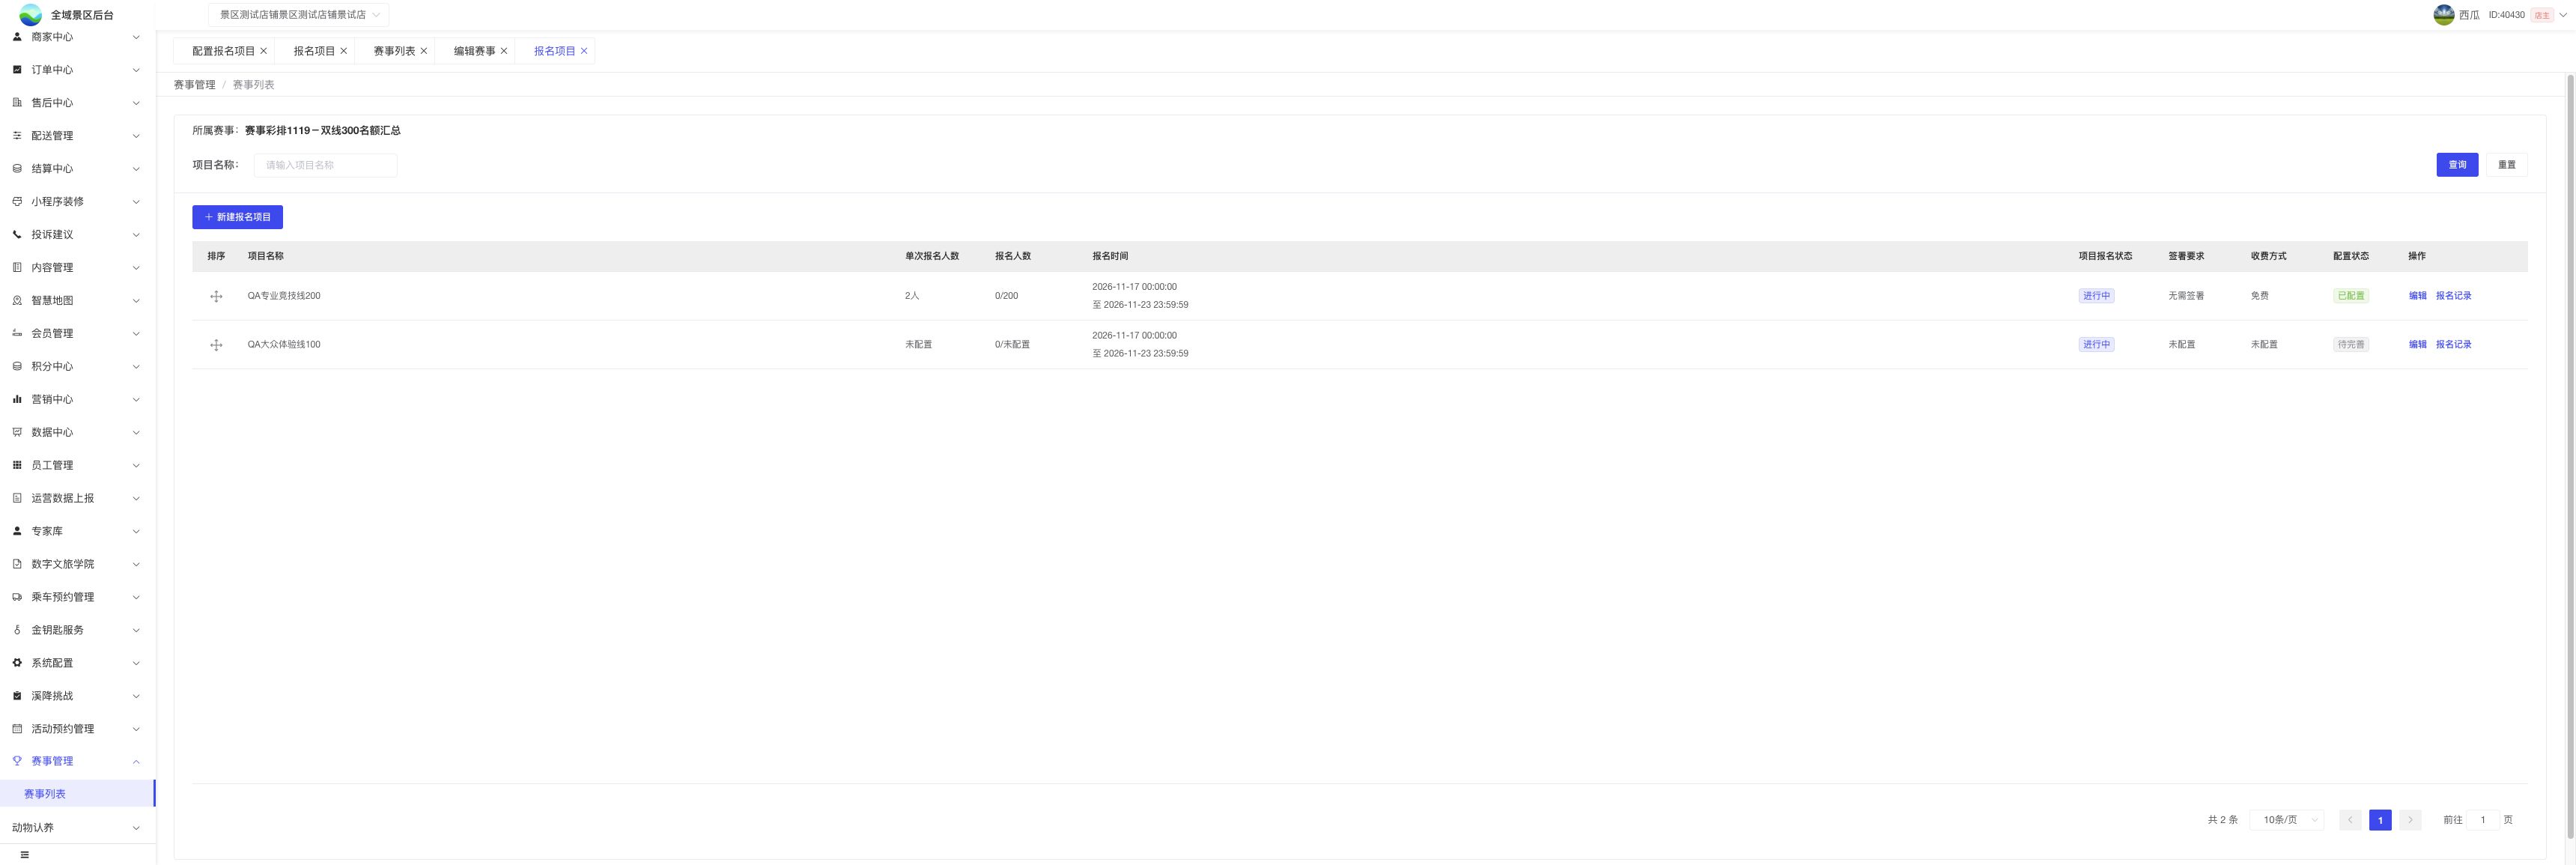 全域景区后台
景区测试店铺景区测试店铺景试店
西瓜 ID:40430 店主
商家中心
订单中心
售后中心
配送管理
结算中心
小程序装修
投诉建议
内容管理
智慧地图
会员管理
积分中心
营销中心
数据中心
员工管理
运营数据上报
专家库
数字文旅学院
乘车预约管理
金钥匙服务
系统配置
溪降挑战
活动预约管理
赛事管理
赛事列表
动物认养
配置报名项目 报名项目 赛事列表 编辑赛事 报名项目
赛事管理 / 赛事列表
所属赛事： 赛事彩排1119－双线300名额汇总
项目名称： 请输入项目名称 查询 重置
新建报名项目
排序 项目名称 单次报名人数 报名人数 报名时间 项目报名状态 签署要求 收费方式 配置状态 操作
QA专业竞技线200 2人 0/200 2026-11-17 00:00:00 进行中 无需签署 免费 已配置 编辑 报名记录
至 2026-11-23 23:59:59
QA大众体验线100 未配置 0/未配置 2026-11-17 00:00:00 进行中 未配置 未配置 待完善 编辑 报名记录
至 2026-11-23 23:59:59
共 2 条 10条/页 1 前往 1 页